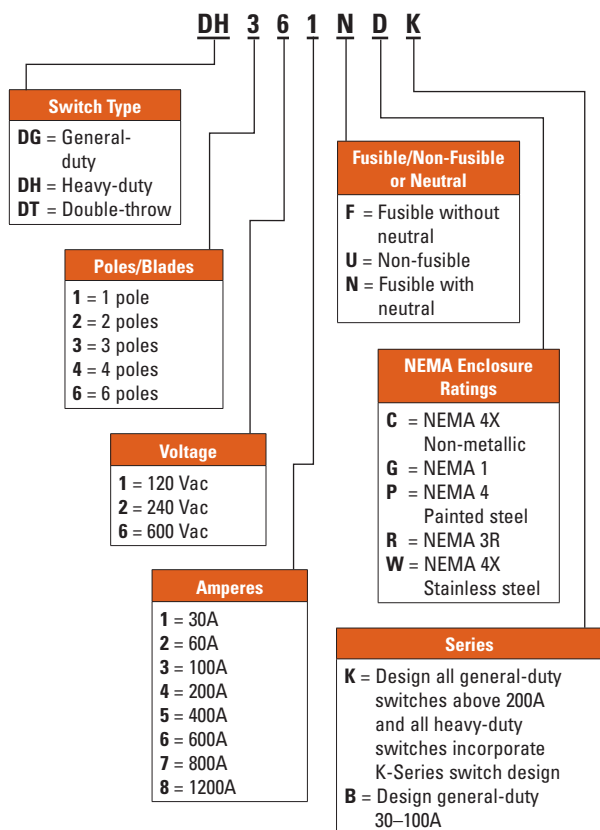 DH 3 6 1 N D K
Switch Type
DG = General-
duty
DH = Heavy-duty
DT = Double-throw
Poles/Blades
1 = 1 pole
2 = 2 poles
3 = 3 poles
4 = 4 poles
6 = 6 poles
Voltage
1 = 120 Vac
2 = 240 Vac
6 = 600 Vac
Amperes
1 = 30A
2 = 60A
3 = 100A
4 = 200A
5 = 400A
6 = 600A
7 = 800A
8 = 1200A
Fusible/Non-Fusible
or Neutral
F = Fusible without
neutral
U = Non-fusible
N = Fusible with
neutral
NEMA Enclosure
Ratings
C = NEMA 4X
Non-metallic
G = NEMA 1
P = NEMA 4
Painted steel
R = NEMA 3R
W = NEMA 4X
Stainless steel
Series
K = Design all general-duty
switches above 200A
and all heavy-duty
switches incorporate
K-Series switch design
B = Design general-duty
30–100A